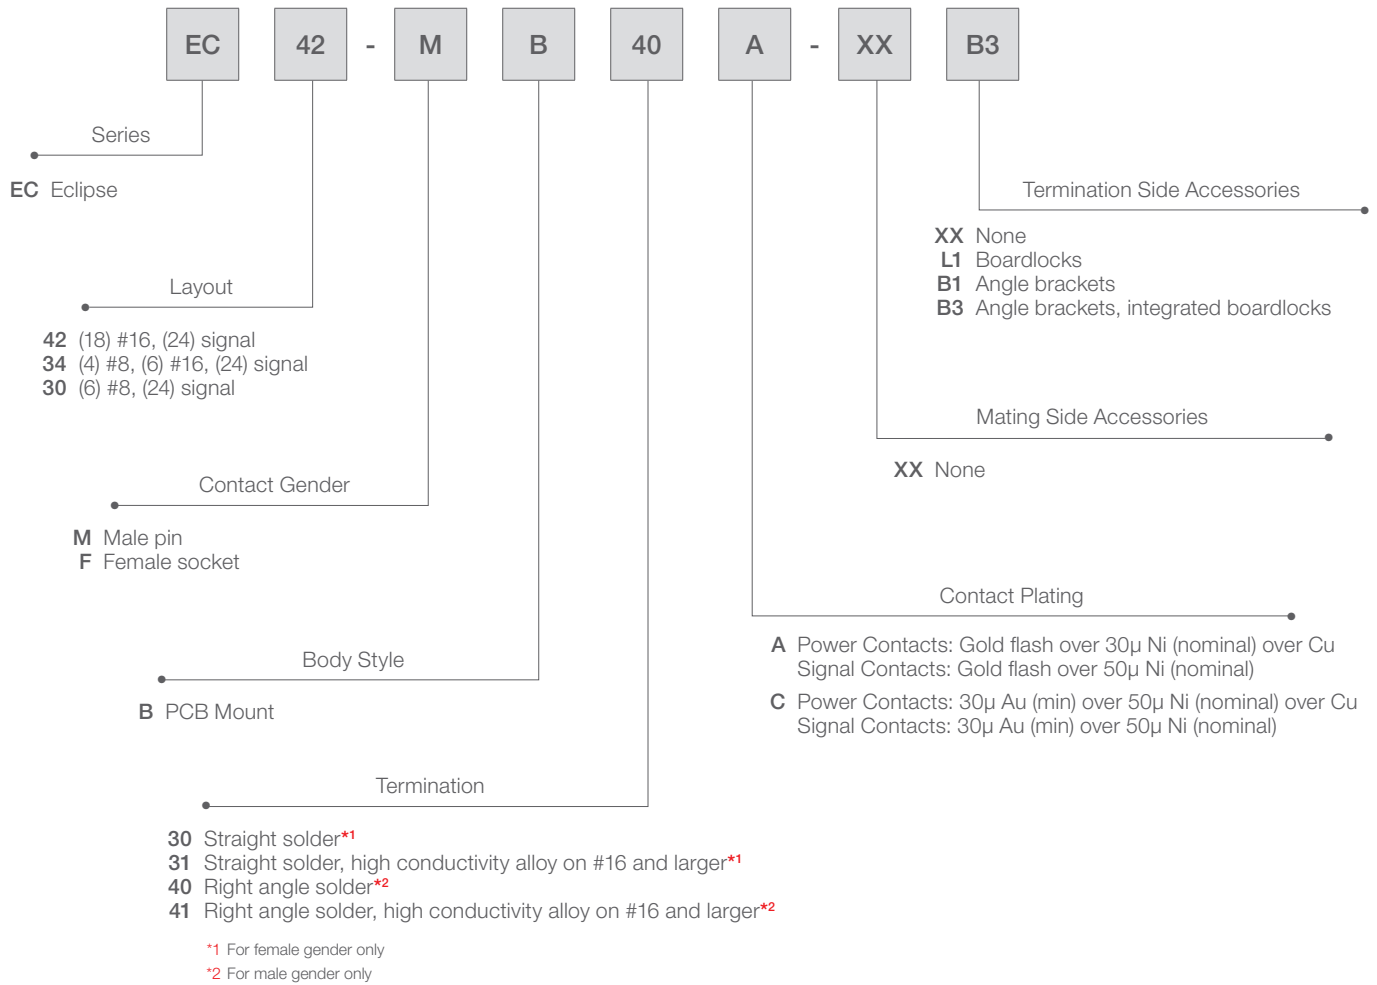 EC 42 - M B 40 A - XX B3
Series
EC Eclipse
Layout
42 (18) #16, (24) signal
34 (4) #8, (6) #16, (24) signal
30 (6) #8, (24) signal
Contact Gender
M Male pin
F Female socket
Body Style
B PCB Mount
Termination
30 Straight solder*1
31 Straight solder, high conductivity alloy on #16 and larger*1
40 Right angle solder*2
41 Right angle solder, high conductivity alloy on #16 and larger*2
*1 For female gender only
*2 For male gender only
Termination Side Accessories
XX None
L1 Boardlocks
B1 Angle brackets
B3 Angle brackets, integrated boardlocks
Mating Side Accessories
XX None
Contact Plating
A Power Contacts: Gold flash over 30µ Ni (nominal) over Cu
Signal Contacts: Gold flash over 50µ Ni (nominal)
C Power Contacts: 30µ Au (min) over 50µ Ni (nominal) over Cu
Signal Contacts: 30µ Au (min) over 50µ Ni (nominal)